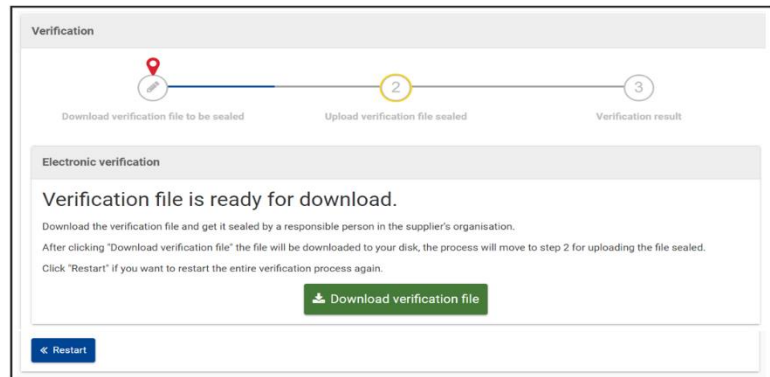 Verification
2
3
Download verification file to be sealed
Upload verification file sealed
Verification result
Electronic verification
Verification file is ready for download.
Download the verification file and get it sealed by a responsible person in the supplier's organisation.
After clicking "Download verification file" the file will be downloaded to your disk, the process will move to step 2 for uploading the file sealed.
Click "Restart" if you want to restart the entire verification process again.
Download verification file
« Restart